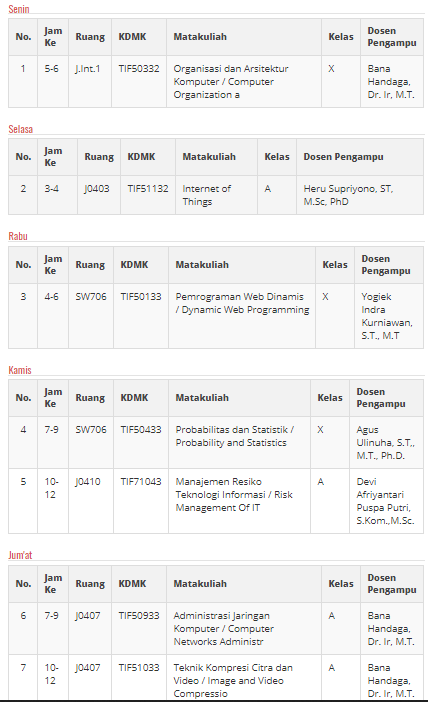 Senin
No. Jam Ke Ruang KDMK Matakuliah Kelas Dosen Pengampu
1 5-6 J.Int.1 TIF50332 Organisasi dan Arsitektur Komputer / Computer Organization a X Bana Handaga, Dr. Ir, M.T.
Selasa
No. Jam Ke Ruang KDMK Matakuliah Kelas Dosen Pengampu
2 3-4 J0403 TIF51132 Internet of Things A Heru Supriyono, ST, M.Sc, PhD
Rabu
No. Jam Ke Ruang KDMK Matakuliah Kelas Dosen Pengampu
3 4-6 SW706 TIF50133 Pemrograman Web Dinamis / Dynamic Web Programming X Yogiek Indra Kurniawan, S.T., M.T
Kamis
No. Jam Ke Ruang KDMK Matakuliah Kelas Dosen Pengampu
4 7-9 SW706 TIF50433 Probabilitas dan Statistik / Probability and Statistics X Agus Ulinuha, S.T,, M.T., Ph.D.
5 10-12 J0410 TIF71043 Manajemen Resiko Teknologi Informasi / Risk Management Of IT A Devi Afriyantari Puspa Putri, S.Kom.,M.Sc.
Jum'at
No. Jam Ke Ruang KDMK Matakuliah Kelas Dosen Pengampu
6 7-9 J0407 TIF50933 Administrasi Jaringan Komputer / Computer Networks Administr A Bana Handaga, Dr. Ir, M.T.
7 10-12 J0407 TIF51033 Teknik Kompresi Citra dan Video / Image and Video Compressio A Bana Handaga, Dr. Ir, M.T.